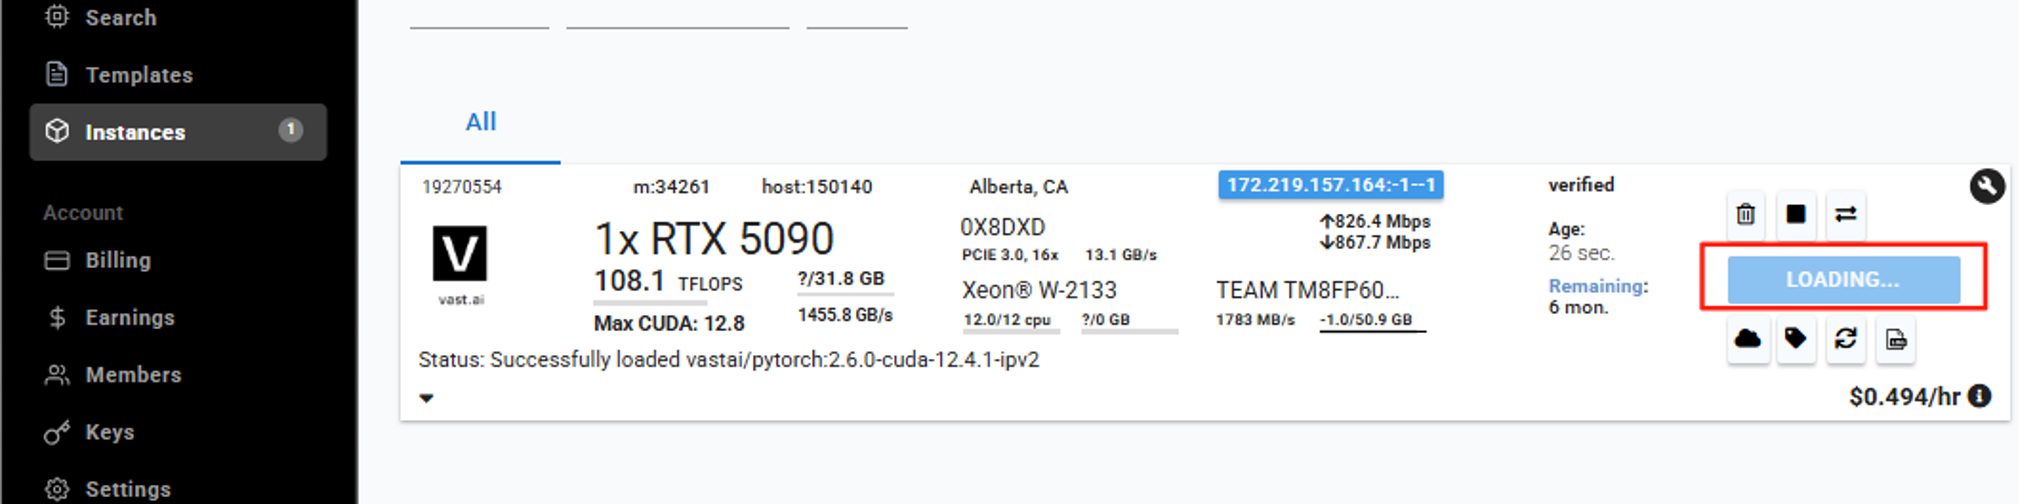 Search
Templates
Instances 1
Account
Billing
Earnings
Members
Keys
Settings
All
19270554 m:34261 host:150140 Alberta, CA 172.219.157.164:-1--1 verified
V
vast.ai
1x RTX 5090
108.1 TFLOPS ?/31.8 GB
Max CUDA: 12.8 1455.8 GB/s
0X8DXD
PCIE 3.0, 16x 13.1 GB/s
Xeon® W-2133
12.0/12 cpu ?/0 GB
↑826.4 Mbps
↓867.7 Mbps
TEAM TM8FP60...
1783 MB/s -1.0/50.9 GB
Age:
26 sec.
Remaining:
6 mon.
LOADING...
Status: Successfully loaded vastai/pytorch:2.6.0-cuda-12.4.1-ipv2
$0.494/hr